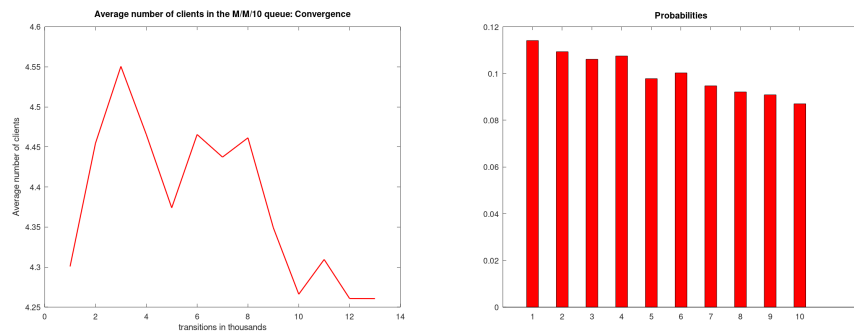 Average number of clients in the M/M/10 queue: Convergence
4.6
4.55
4.5
4.45
4.4
4.35
4.3
4.25
Average number of clients
0 2 4 6 8 10 12 14
transitions in thousands
Probabilities
0.12
0.1
0.08
0.06
0.04
0.02
0
1 2 3 4 5 6 7 8 9 10